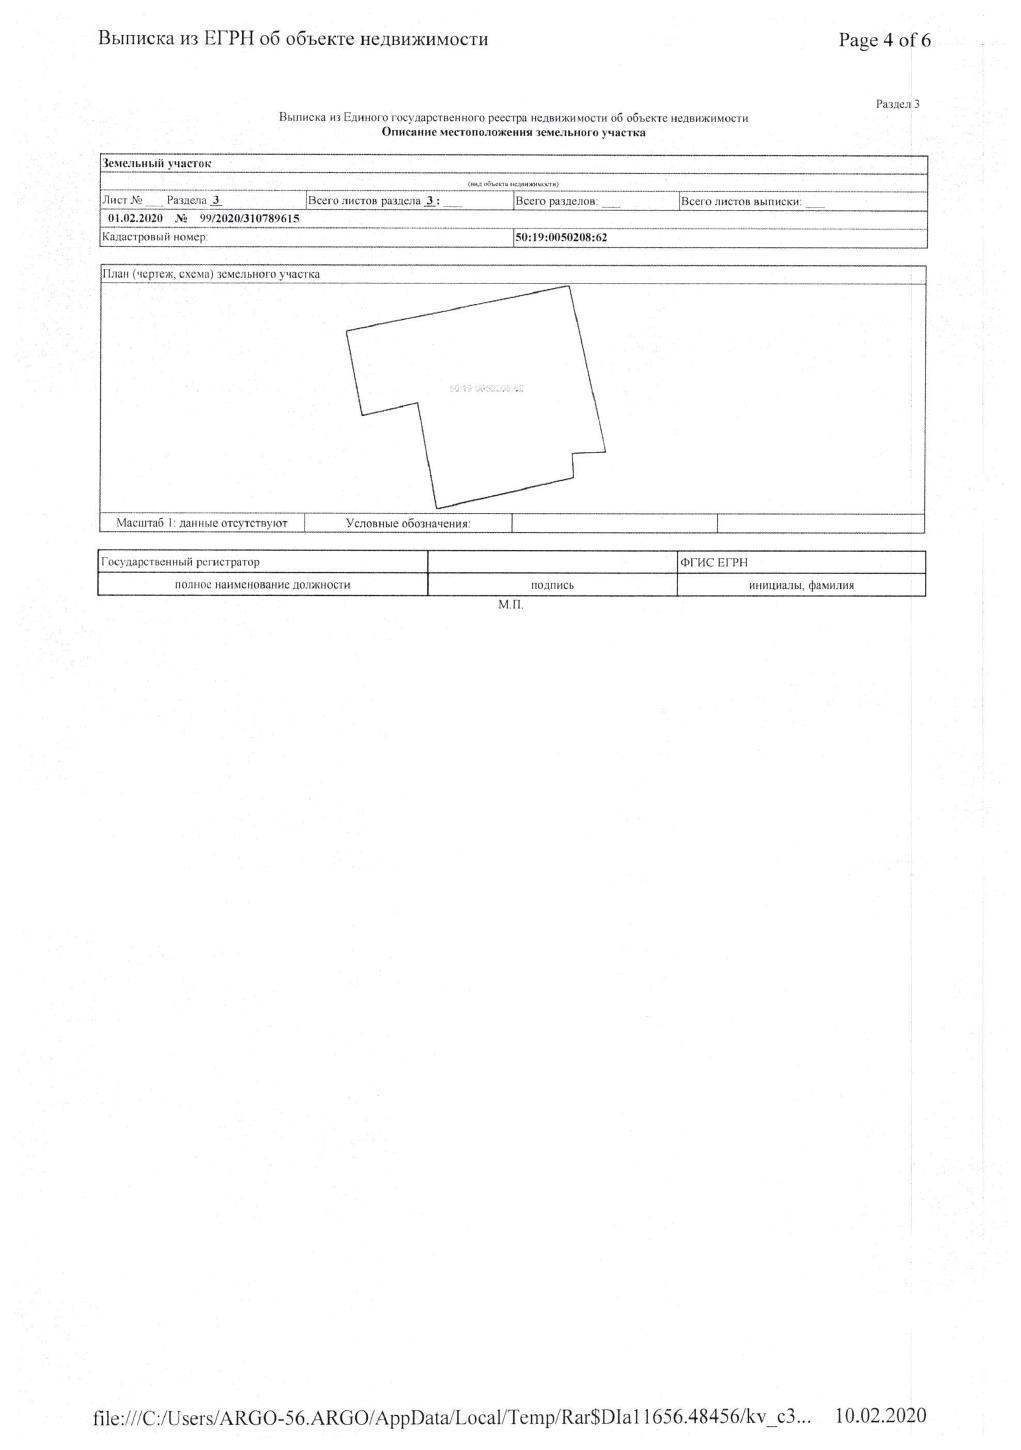 Выписка из ЕГРН об объекте недвижимости Page 4 of 6
Раздел 3
Выписка из Единого государственного реестра недвижимости об объекте недвижимости
Описание местоположения земельного участка
Земельный участок
(вид объекта недвижимости)
Лист № ___ Раздела 3 Всего листов раздела 3 : ___ Всего разделов: ___ Всего листов выписки: ___
01.02.2020 № 99/2020/310789615
Кадастровый номер: 50:19:0050208:62
План (чертеж, схема) земельного участка
50:19:0050208:62
Масштаб 1: данные отсутствуют Условные обозначения:
Государственный регистратор ФГИС ЕГРН
полное наименование должности подпись инициалы, фамилия
М.П.
file:///C:/Users/ARGO-56.ARGO/AppData/Local/Temp/Rar$DIa11656.48456/kv_c3... 10.02.2020